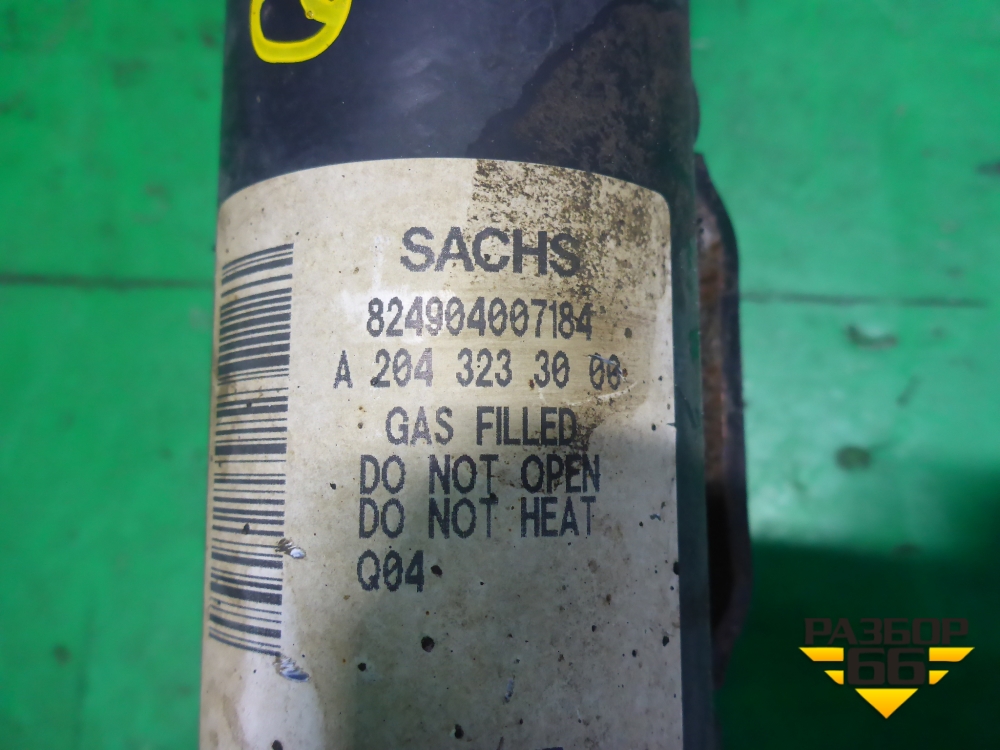 SACHS
824904007184
A 204 323 30 00
GAS FILLED
DO NOT OPEN
DO NOT HEAT
Q04
РАЗБОР
66